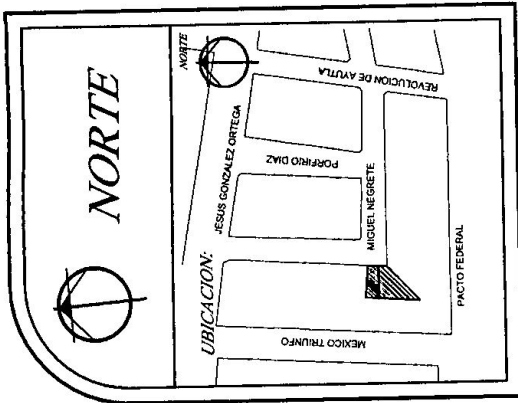 NORTE
NORTE
UBICACION:
JESUS GONZALEZ ORTEGA
REVOLUCION DE AYUTLA
PORFIRIO DIAZ
MIGUEL NEGRETE
MEXICO TRIUNFO
PACTO FEDERAL